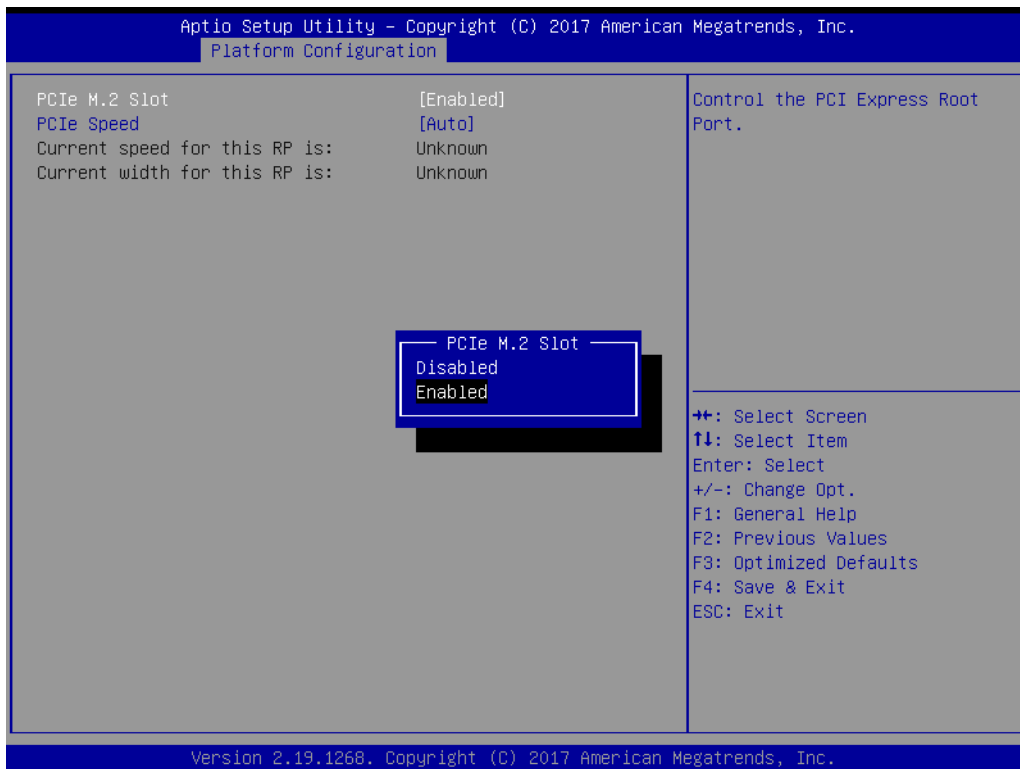 Aptio Setup Utility – Copyright (C) 2017 American Megatrends, Inc.
Platform Configuration
PCIe M.2 Slot [Enabled]
PCIe Speed [Auto]
Current speed for this RP is: Unknown
Current width for this RP is: Unknown
Control the PCI Express Root
Port.
PCIe M.2 Slot
Disabled
Enabled
→←: Select Screen
↑↓: Select Item
Enter: Select
+/-: Change Opt.
F1: General Help
F2: Previous Values
F3: Optimized Defaults
F4: Save & Exit
ESC: Exit
Version 2.19.1268. Copyright (C) 2017 American Megatrends, Inc.